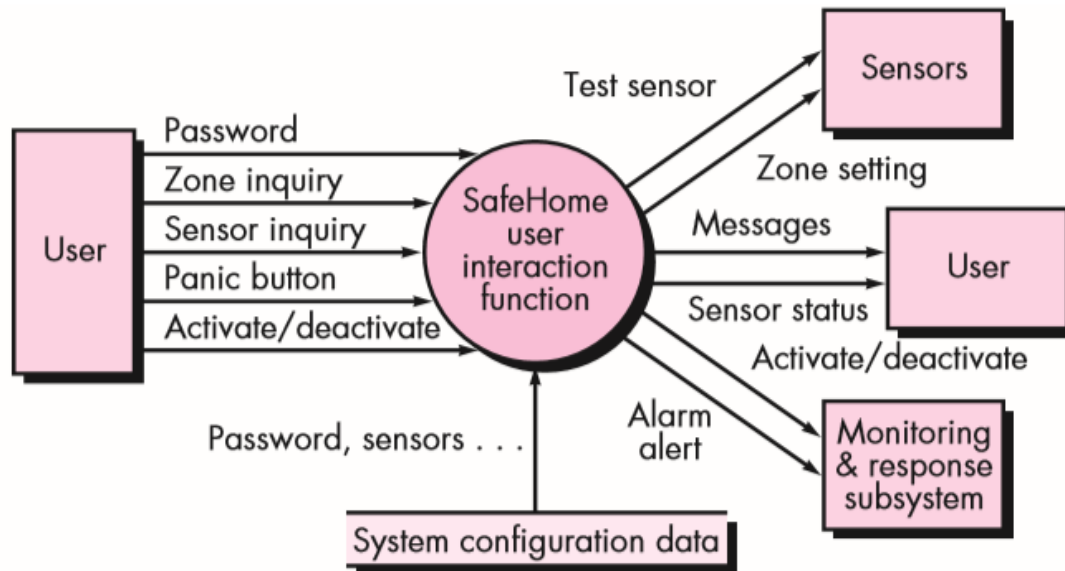 User
Password
Zone inquiry
Sensor inquiry
Panic button
Activate/deactivate
SafeHome
user
interaction
function
Password, sensors . . .
System configuration data
Test sensor
Zone setting
Sensors
Messages
Sensor status
User
Activate/deactivate
Alarm
alert
Monitoring
& response
subsystem